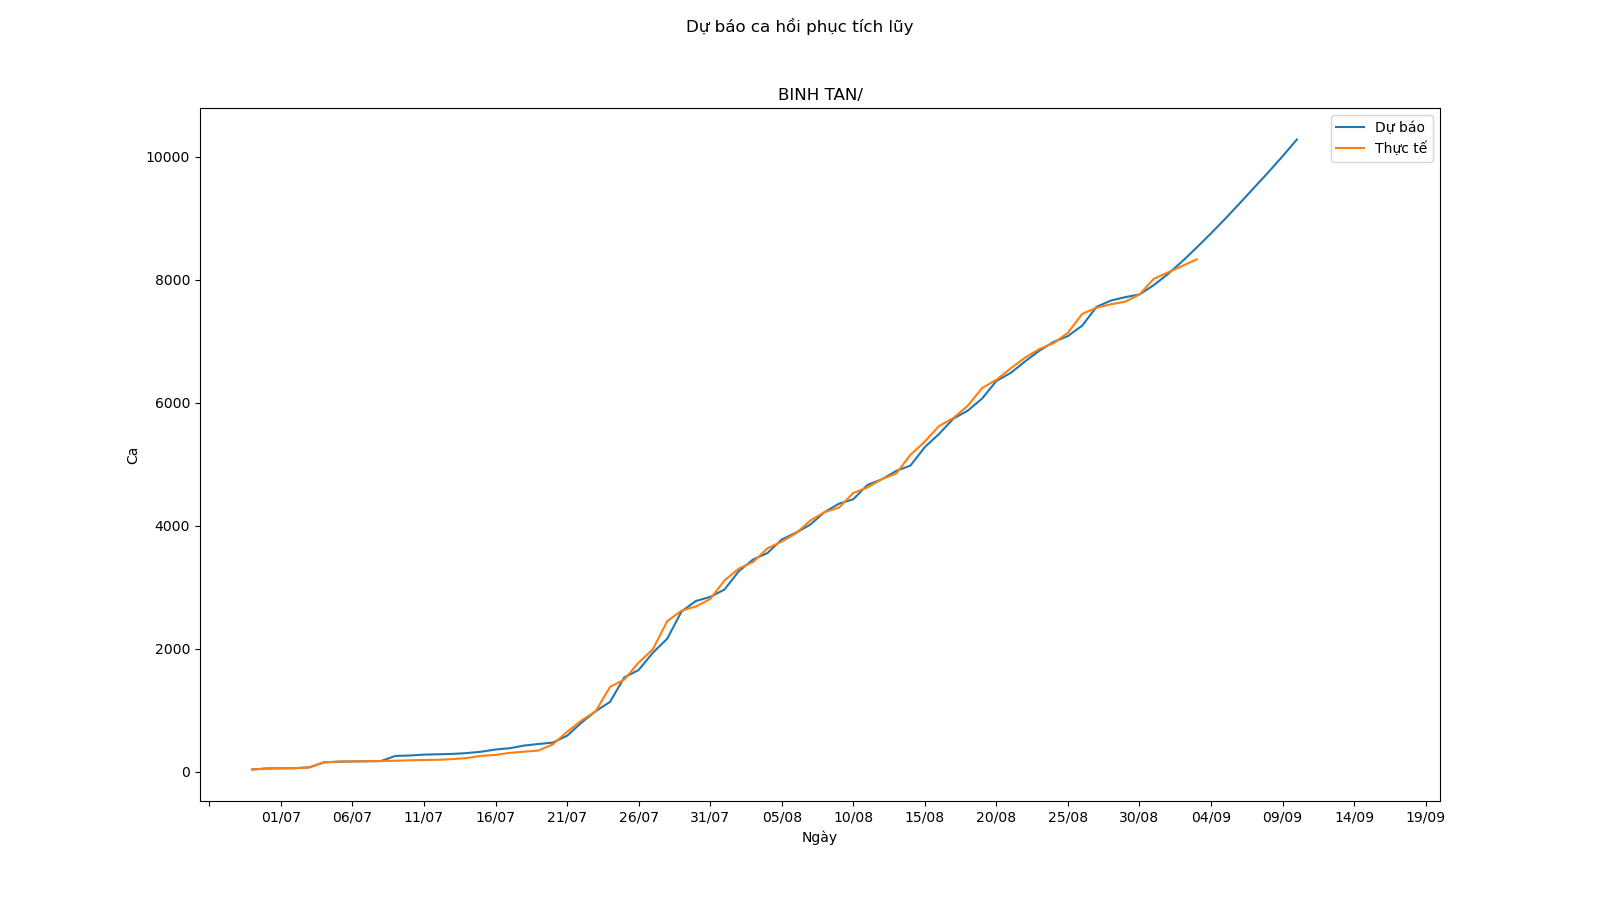 Dự báo ca hồi phục tích lũy
BINH TAN/
Dự báo
Thực tế
10000
8000
6000
4000
2000
0
Ca
01/07 06/07 11/07 16/07 21/07 26/07 31/07 05/08 10/08 15/08 20/08 25/08 30/08 04/09 09/09 14/09 19/09
Ngày